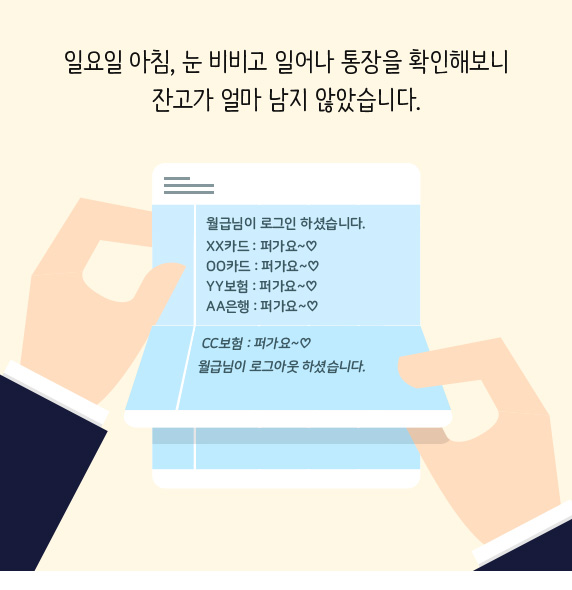 일요일 아침, 눈 비비고 일어나 통장을 확인해보니
잔고가 얼마 남지 않았습니다.
월급님이 로그인 하셨습니다.
XX카드 : 퍼가요~♡
OO카드 : 퍼가요~♡
YY보험 : 퍼가요~♡
AA은행 : 퍼가요~♡
CC보험 : 퍼가요~♡
월급님이 로그아웃 하셨습니다.